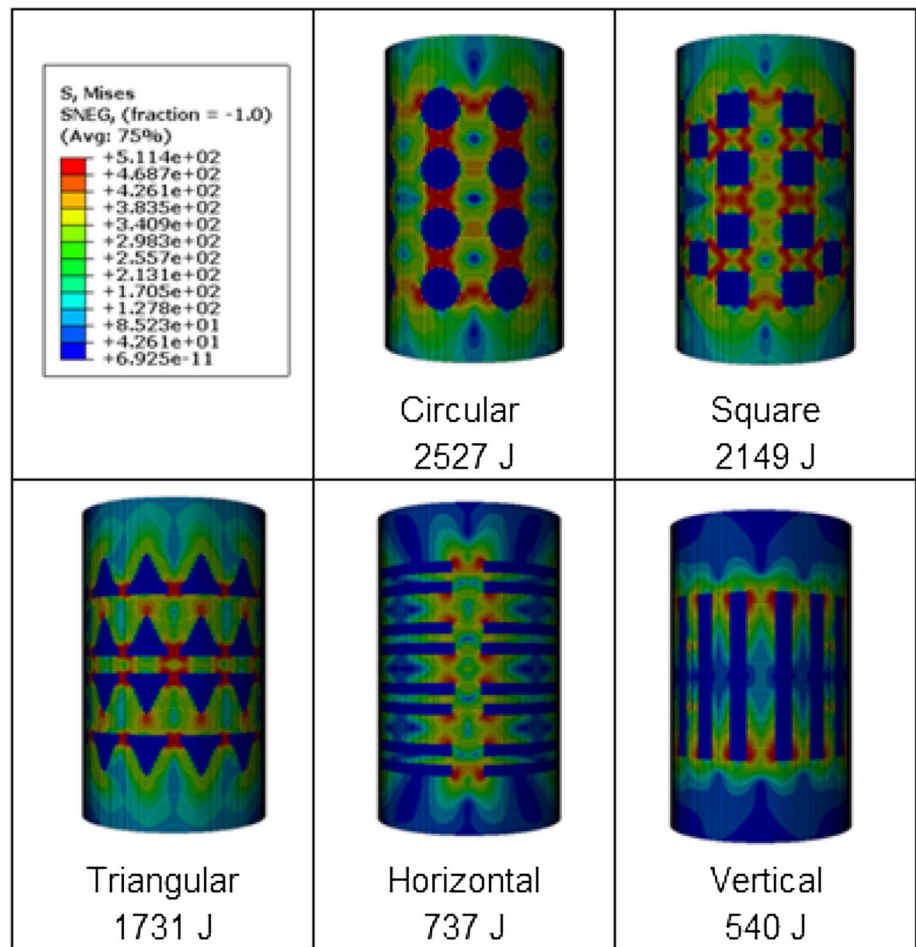 S, Mises
SNEG, (fraction = -1.0)
(Avg: 75%)
+5.114e+02
+4.687e+02
+4.261e+02
+3.835e+02
+3.409e+02
+2.983e+02
+2.557e+02
+2.131e+02
+1.705e+02
+1.278e+02
+8.523e+01
+4.261e+01
+6.925e-11
Circular
2527 J
Square
2149 J
Triangular
1731 J
Horizontal
737 J
Vertical
540 J